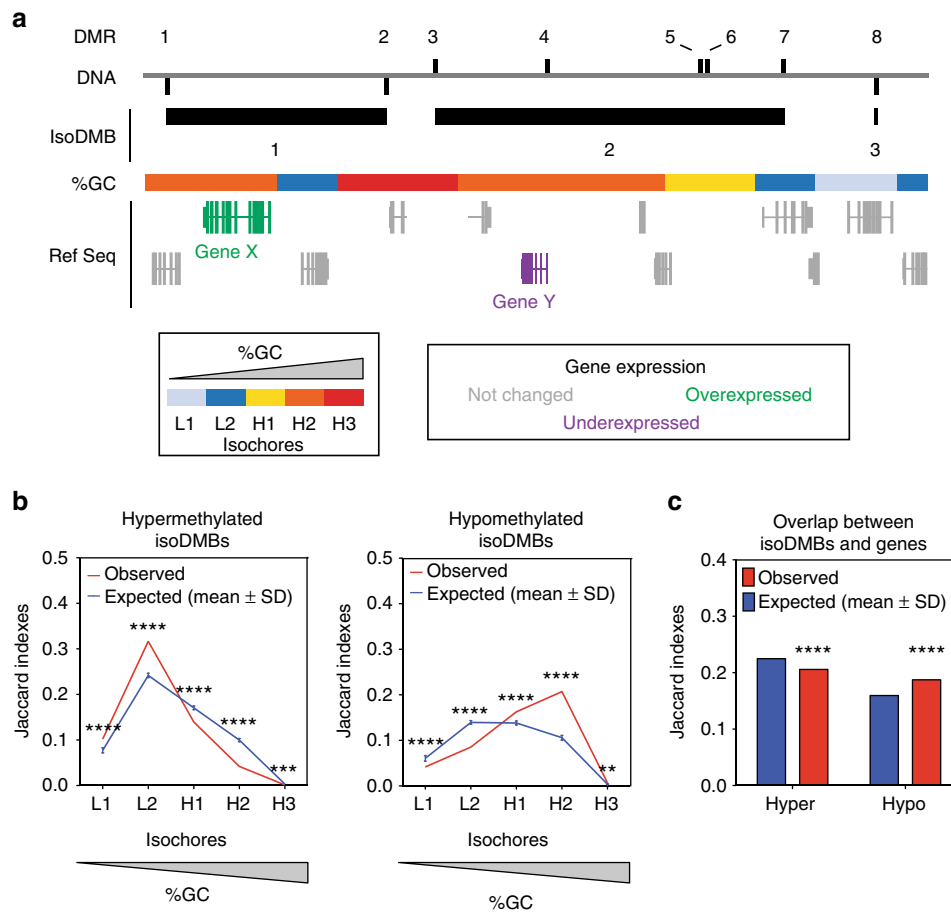 a
DMR 1 2 3 4 5 6 7 8
DNA
IsoDMB
1 2 3
%GC
Ref Seq
Gene X
Gene Y
%GC
L1 L2 H1 H2 H3
Isochores
Gene expression
Not changed Overexpressed
Underexpressed
b
Hypermethylated
isoDMBs
Jaccard indexes
0.5
0.4
0.3
0.2
0.1
0.0
Observed
Expected (mean ± SD)
**** **** **** **** ***
L1 L2 H1 H2 H3
Isochores
%GC
Hypomethylated
isoDMBs
Jaccard indexes
0.5
0.4
0.3
0.2
0.1
0.0
Observed
Expected (mean ± SD)
**** **** **** **** **
L1 L2 H1 H2 H3
Isochores
%GC
c
Overlap between
isoDMBs and genes
Jaccard indexes
0.4
0.3
0.2
0.1
0.0
Observed
Expected (mean ± SD)
**** ****
Hyper Hypo